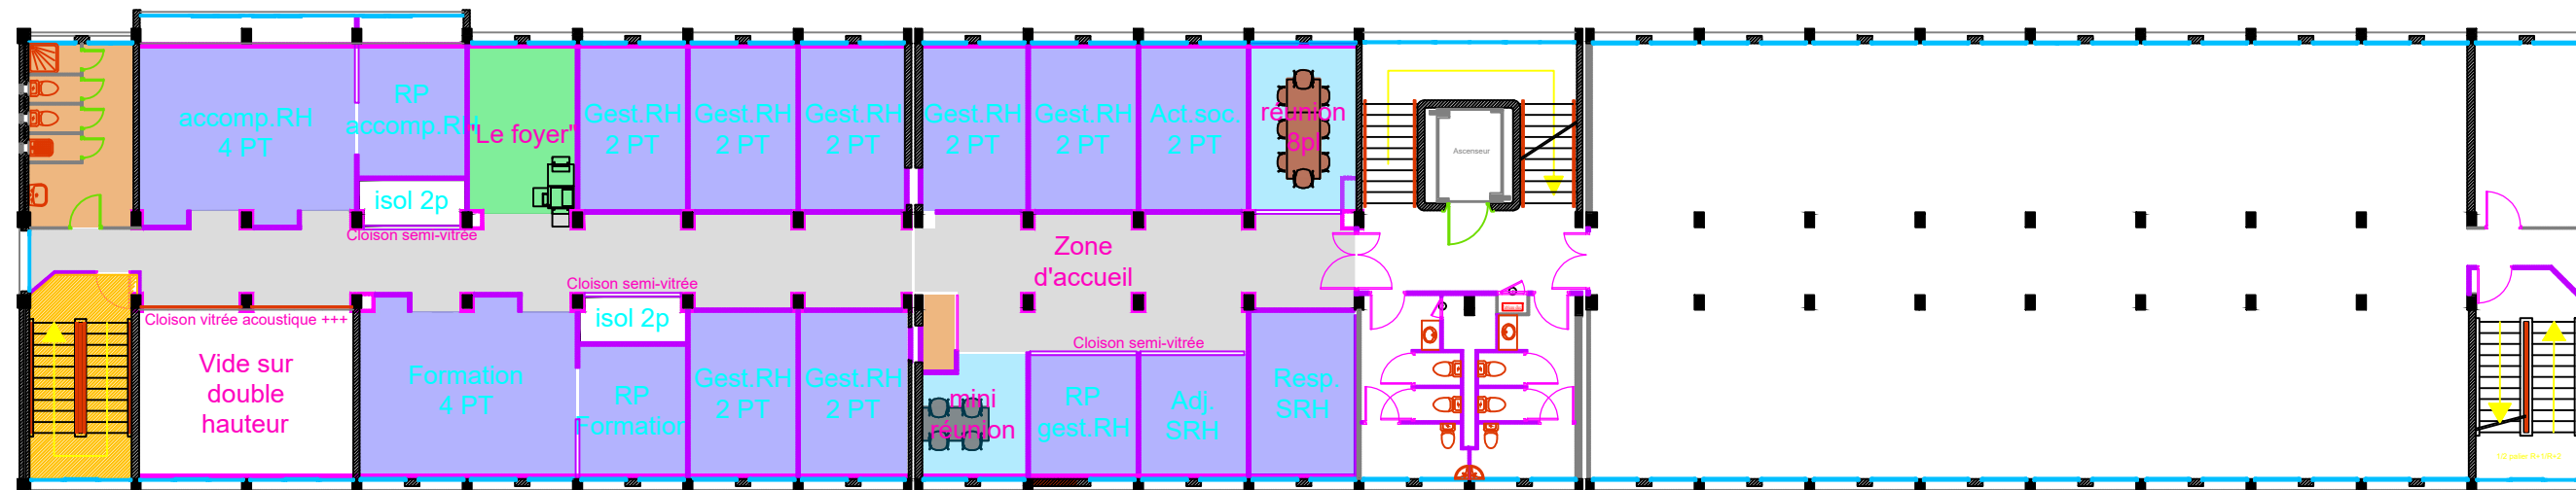 accomp.RH
4 PT
RP
accomp.RH
isol 2p
Cloison semi-vitrée
"Le foyer"
Gest.RH
2 PT
Gest.RH
2 PT
Gest.RH
2 PT
Gest.RH
2 PT
Gest.RH
2 PT
Act.soc.
2 PT
réunion
8pl
Ascenseur
Zone
d'accueil
Cloison semi-vitrée
isol 2p
Cloison vitrée acoustique +++
Vide sur
double
hauteur
Formation
4 PT
RP
Formation
Gest.RH
2 PT
Gest.RH
2 PT
mini
réunion
Cloison semi-vitrée
RP
gest.RH
Adj.
SRH
Resp.
SRH